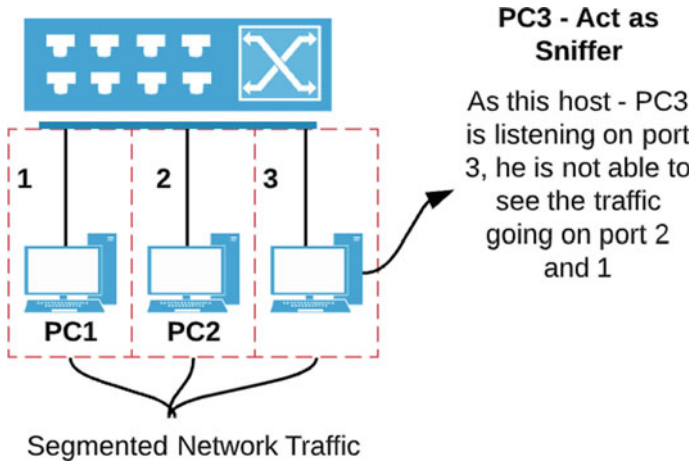 PC3 - Act as
Sniffer
As this host - PC3
is listening on port
3, he is not able to
see the traffic
going on port 2
and 1
1
2
3
PC1
PC2
Segmented Network Traffic